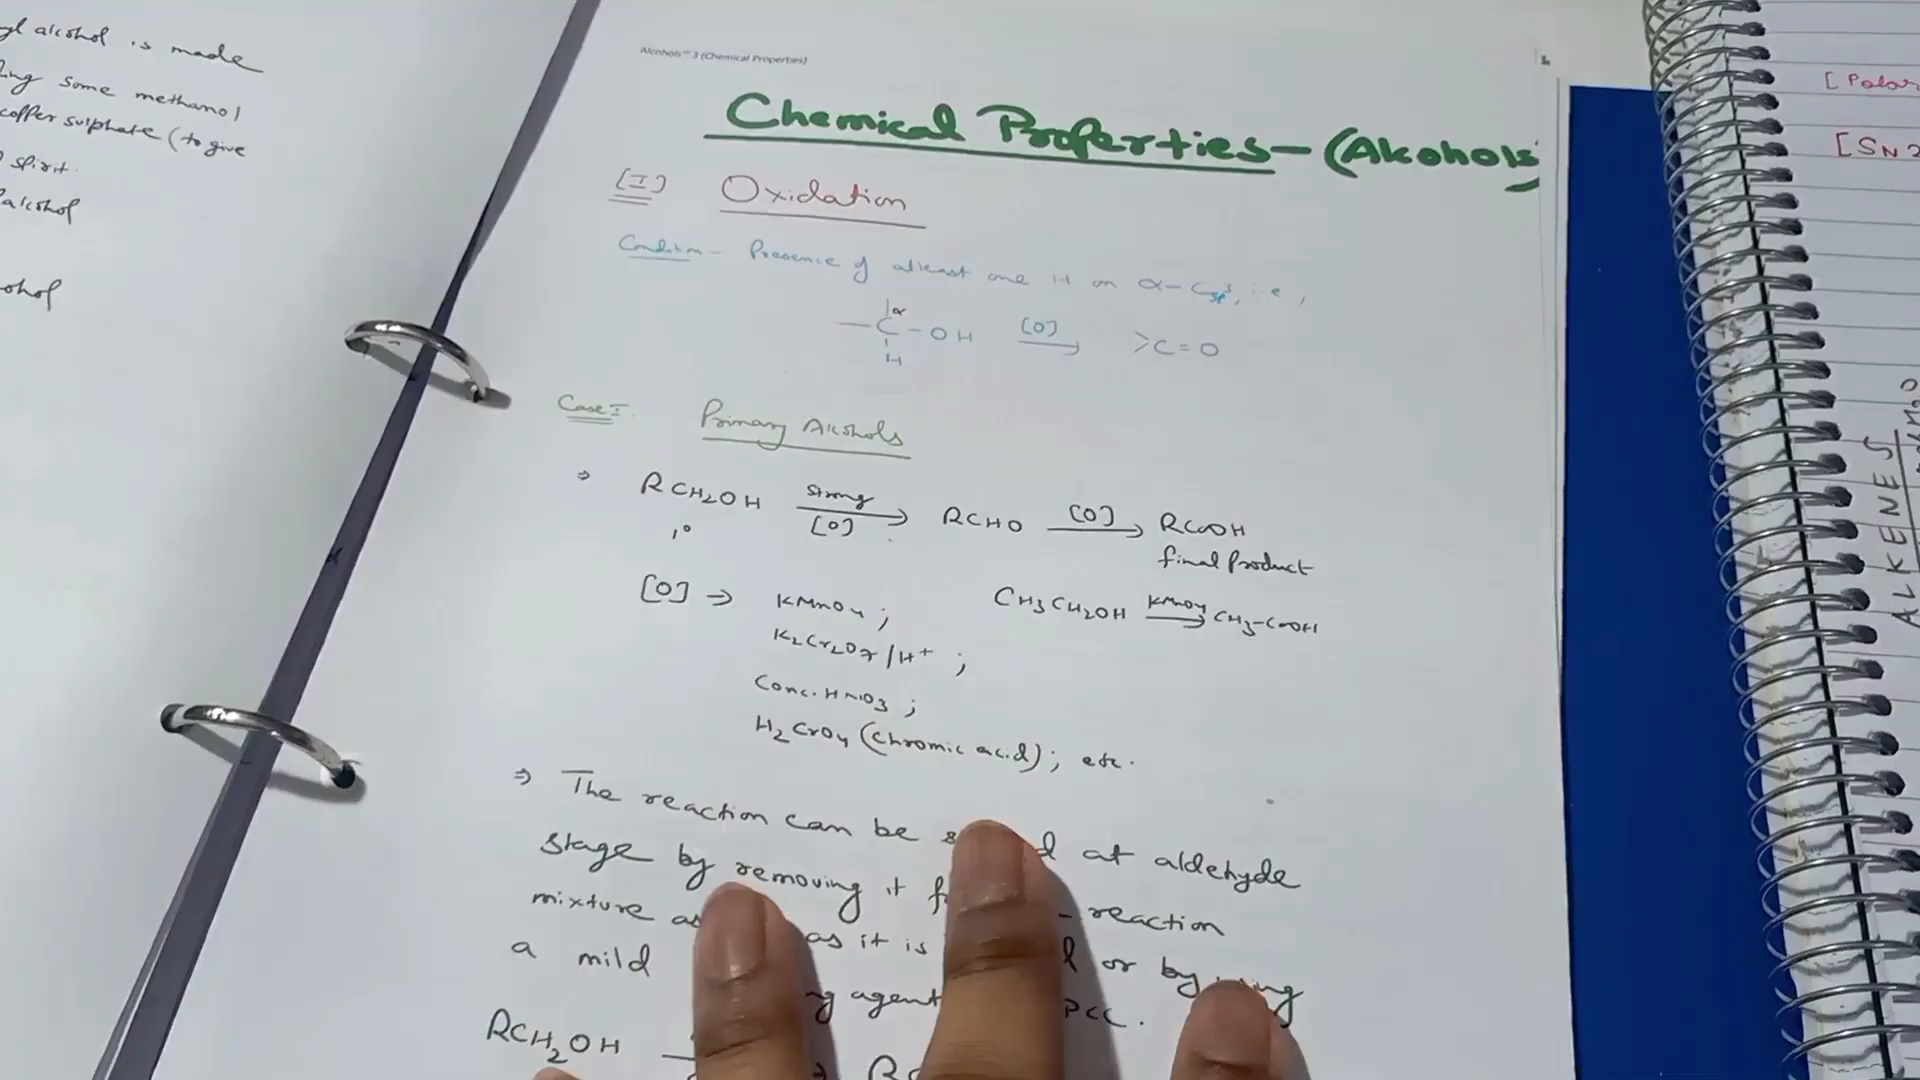 alcohol is made
some methanol
sulphate (to give
spirit.
alcohol
Alcohols 3 (Chemical Properties)
Chemical Properties- (Alcohols)
[I] Oxidation
Condition - Presence of atleast one H on α- Csp³, i.e,
α
— C - OH [O] >C=O
H
Case I. Primary Alcohols
⇒ RCH₂OH Strong [O] RCHO [O] RCOOH
1° final Product
[O] → KMnO₄ ; CH₃CH₂OH KMnO₄ CH₃-COOH
K₂Cr₂O₇/H⁺ ;
Conc. HNO₃ ;
H₂CrO₄ (Chromic acid); etc.
⇒ The reaction can be at aldehyde
stage by removing it reaction
mixture as as it is or by
a mild agent PCC.
RCH₂OH
[Polar
[SN2
ALKENES